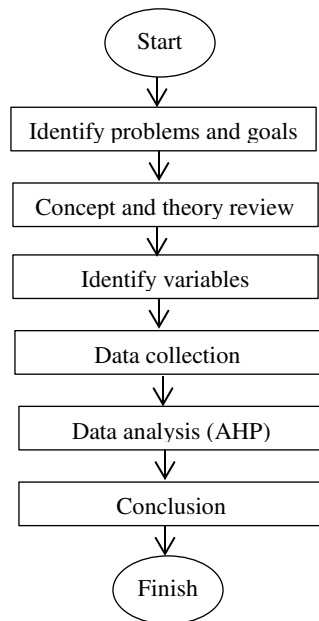 Start
Identify problems and goals
Concept and theory review
Identify variables
Data collection
Data analysis (AHP)
Conclusion
Finish